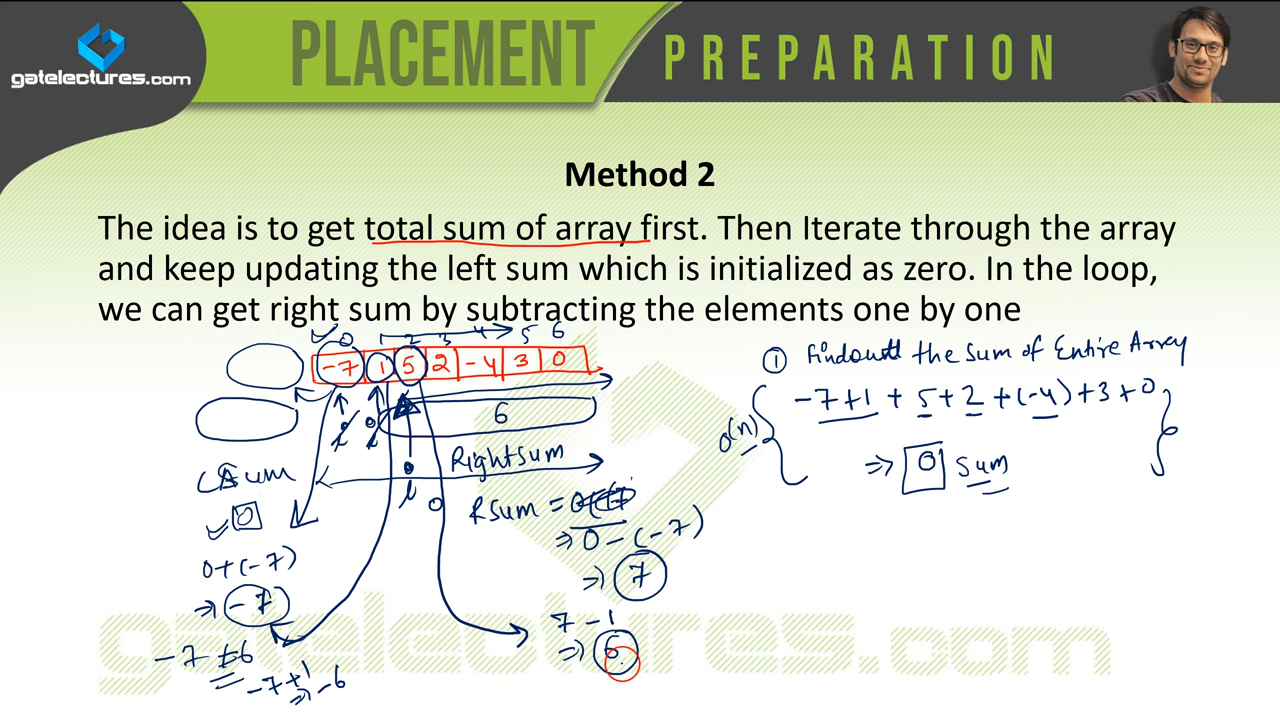 gatelectures.com
PLACEMENT PREPARATION
Method 2
The idea is to get total sum of array first. Then Iterate through the array
and keep updating the left sum which is initialized as zero. In the loop,
we can get right sum by subtracting the elements one by one
0 1 2 3 4 5 6
-7 1 5 2 -4 3 0
6
Rightsum
① Findout the Sum of Entire Array
-7+1 + 5 + 2 + (-4) + 3 + 0
O(n)
⇒ 0 sum
0
0+(-7)
⇒ -7
-7 ≠ 6
-7+1
⇒ -6
RSum =
⇒ 0 - (-7)
⇒ 7
7 - 1
⇒ 6
gatelectures.com